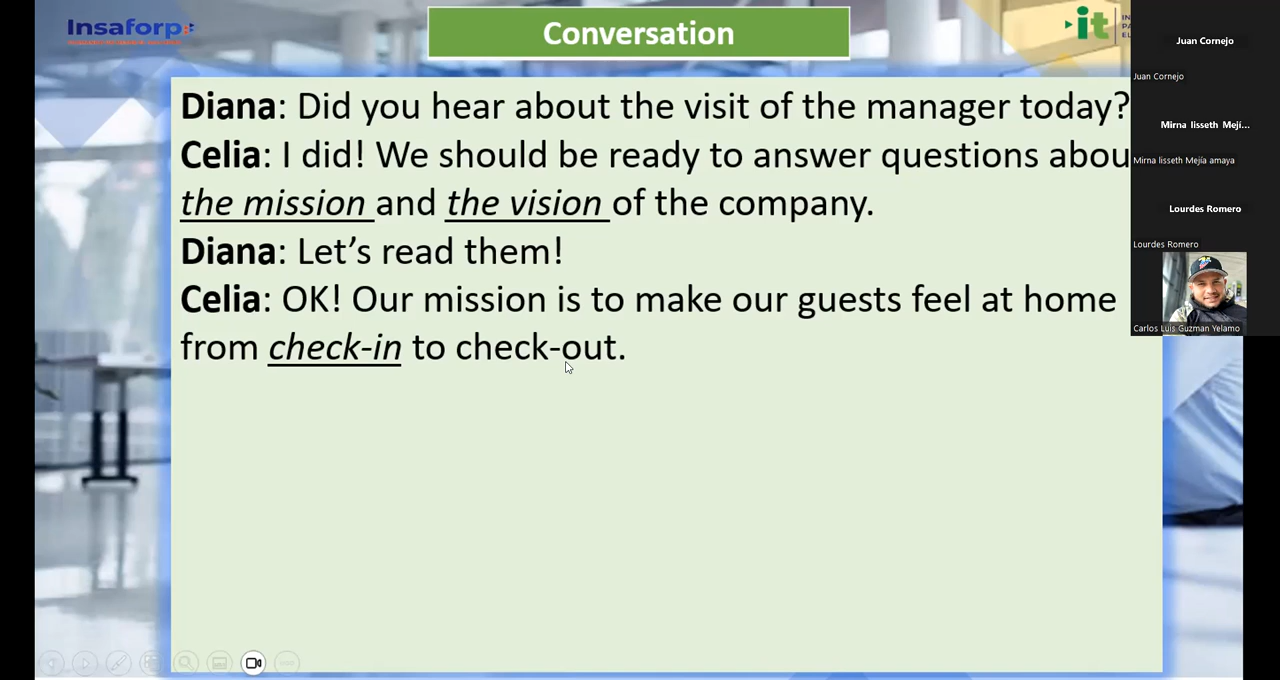 Insaforp
Conversation
it
Diana: Did you hear about the visit of the manager today?
Celia: I did! We should be ready to answer questions abou
the mission and the vision of the company.
Diana: Let’s read them!
Celia: OK! Our mission is to make our guests feel at home
from check-in to check-out.
Juan Cornejo
Juan Cornejo
Mirna lisseth Mejí...
Mirna lisseth Mejía amaya
Lourdes Romero
Lourdes Romero
Carlos Luis Guzman Yelamo